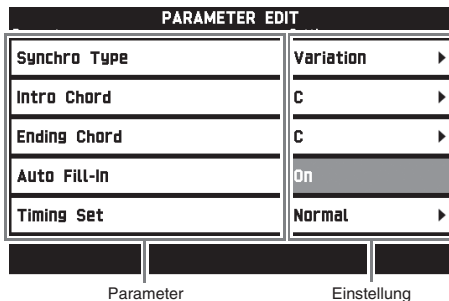 PARAMETER EDIT
Synchro Type Variation
Intro Chord C
Ending Chord C
Auto Fill-In On
Timing Set Normal
Parameter Einstellung